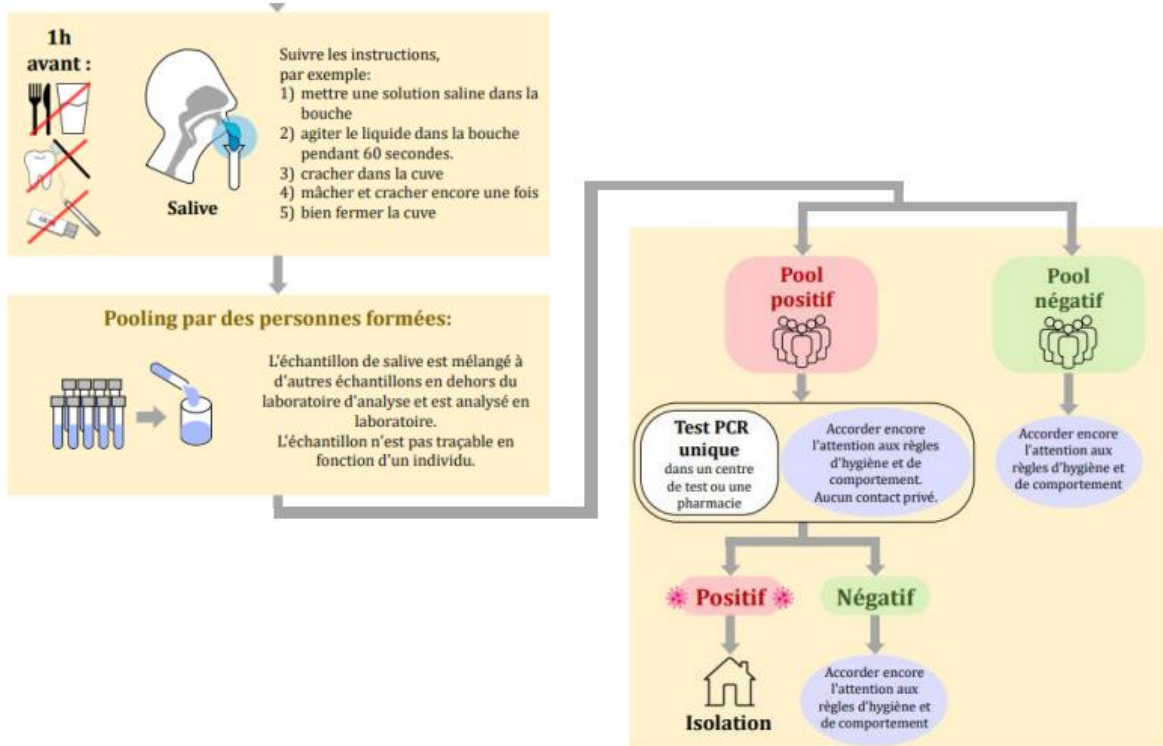 1h
avant :
Suivre les instructions,
par exemple:
1) mettre une solution saline dans la
bouche
2) agiter le liquide dans la bouche
pendant 60 secondes.
3) cracher dans la cuve
4) mâcher et cracher encore une fois
5) bien fermer la cuve
Salive
Pooling par des personnes formées:
L'échantillon de salive est mélangé à
d'autres échantillons en dehors du
laboratoire d'analyse et est analysé en
laboratoire.
L'échantillon n'est pas traçable en
fonction d'un individu.
Pool
positif
Pool
négatif
Test PCR
unique
dans un centre
de test ou une
pharmacie
Accorder encore
l'attention aux règles
d'hygiène et de
comportement.
Aucun contact privé.
Accorder encore
l'attention aux
règles d'hygiène et
de comportement
Positif
Négatif
Isolation
Accorder encore
l'attention aux
règles d'hygiène et
de comportement